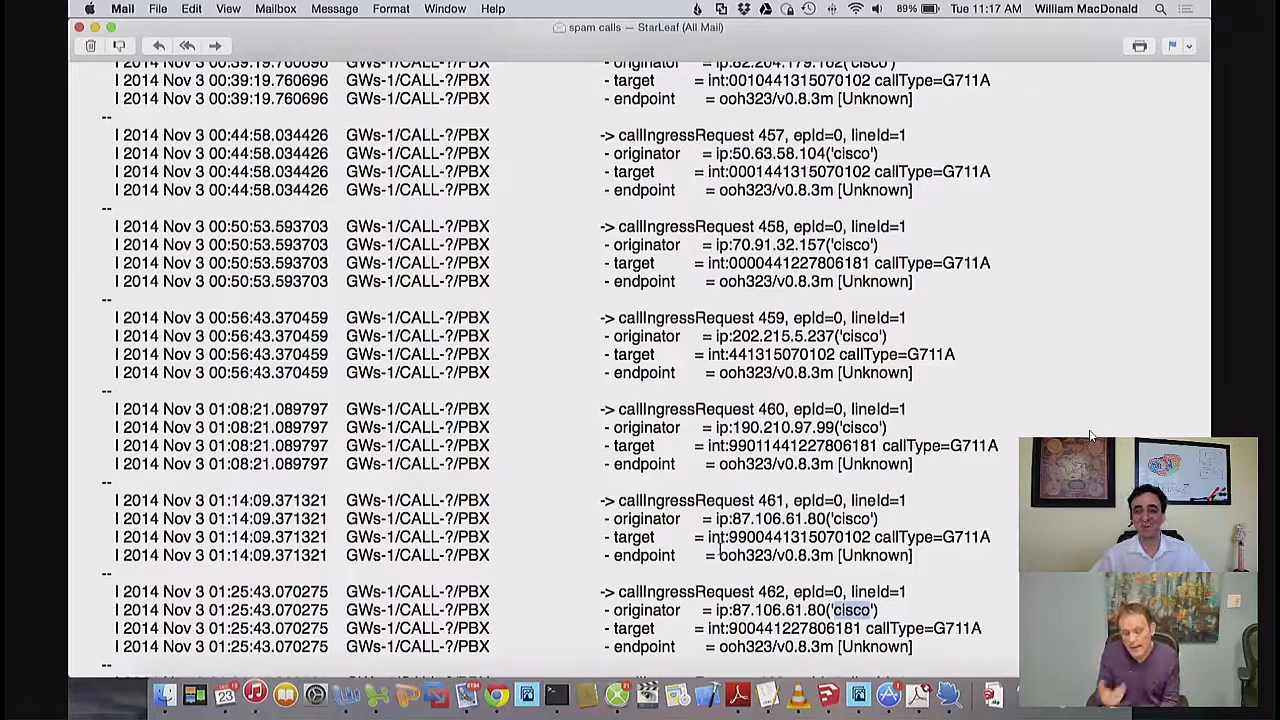 Mail File Edit View Mailbox Message Format Window Help 89% Tue 11:17 AM William MacDonald
spam calls — StarLeaf (All Mail)
I 2014 Nov 3 00:39:19.760696 GWs-1/CALL-?/PBX - originator = ip:82.204.179.162('cisco')
I 2014 Nov 3 00:39:19.760696 GWs-1/CALL-?/PBX - target = int:0010441315070102 callType=G711A
I 2014 Nov 3 00:39:19.760696 GWs-1/CALL-?/PBX - endpoint = ooh323/v0.8.3m [Unknown]
--
I 2014 Nov 3 00:44:58.034426 GWs-1/CALL-?/PBX -> callIngressRequest 457, epId=0, lineId=1
I 2014 Nov 3 00:44:58.034426 GWs-1/CALL-?/PBX - originator = ip:50.63.58.104('cisco')
I 2014 Nov 3 00:44:58.034426 GWs-1/CALL-?/PBX - target = int:0001441315070102 callType=G711A
I 2014 Nov 3 00:44:58.034426 GWs-1/CALL-?/PBX - endpoint = ooh323/v0.8.3m [Unknown]
--
I 2014 Nov 3 00:50:53.593703 GWs-1/CALL-?/PBX -> callIngressRequest 458, epId=0, lineId=1
I 2014 Nov 3 00:50:53.593703 GWs-1/CALL-?/PBX - originator = ip:70.91.32.157('cisco')
I 2014 Nov 3 00:50:53.593703 GWs-1/CALL-?/PBX - target = int:0000441227806181 callType=G711A
I 2014 Nov 3 00:50:53.593703 GWs-1/CALL-?/PBX - endpoint = ooh323/v0.8.3m [Unknown]
--
I 2014 Nov 3 00:56:43.370459 GWs-1/CALL-?/PBX -> callIngressRequest 459, epId=0, lineId=1
I 2014 Nov 3 00:56:43.370459 GWs-1/CALL-?/PBX - originator = ip:202.215.5.237('cisco')
I 2014 Nov 3 00:56:43.370459 GWs-1/CALL-?/PBX - target = int:441315070102 callType=G711A
I 2014 Nov 3 00:56:43.370459 GWs-1/CALL-?/PBX - endpoint = ooh323/v0.8.3m [Unknown]
--
I 2014 Nov 3 01:08:21.089797 GWs-1/CALL-?/PBX -> callIngressRequest 460, epId=0, lineId=1
I 2014 Nov 3 01:08:21.089797 GWs-1/CALL-?/PBX - originator = ip:190.210.97.99('cisco')
I 2014 Nov 3 01:08:21.089797 GWs-1/CALL-?/PBX - target = int:99011441227806181 callType=G711A
I 2014 Nov 3 01:08:21.089797 GWs-1/CALL-?/PBX - endpoint = ooh323/v0.8.3m [Unknown]
--
I 2014 Nov 3 01:14:09.371321 GWs-1/CALL-?/PBX -> callIngressRequest 461, epId=0, lineId=1
I 2014 Nov 3 01:14:09.371321 GWs-1/CALL-?/PBX - originator = ip:87.106.61.80('cisco')
I 2014 Nov 3 01:14:09.371321 GWs-1/CALL-?/PBX - target = int:9900441315070102 callType=G711A
I 2014 Nov 3 01:14:09.371321 GWs-1/CALL-?/PBX - endpoint = ooh323/v0.8.3m [Unknown]
--
I 2014 Nov 3 01:25:43.070275 GWs-1/CALL-?/PBX -> callIngressRequest 462, epId=0, lineId=1
I 2014 Nov 3 01:25:43.070275 GWs-1/CALL-?/PBX - originator = ip:87.106.61.80('cisco')
I 2014 Nov 3 01:25:43.070275 GWs-1/CALL-?/PBX - target = int:900441227806181 callType=G711A
I 2014 Nov 3 01:25:43.070275 GWs-1/CALL-?/PBX - endpoint = ooh323/v0.8.3m [Unknown]
--